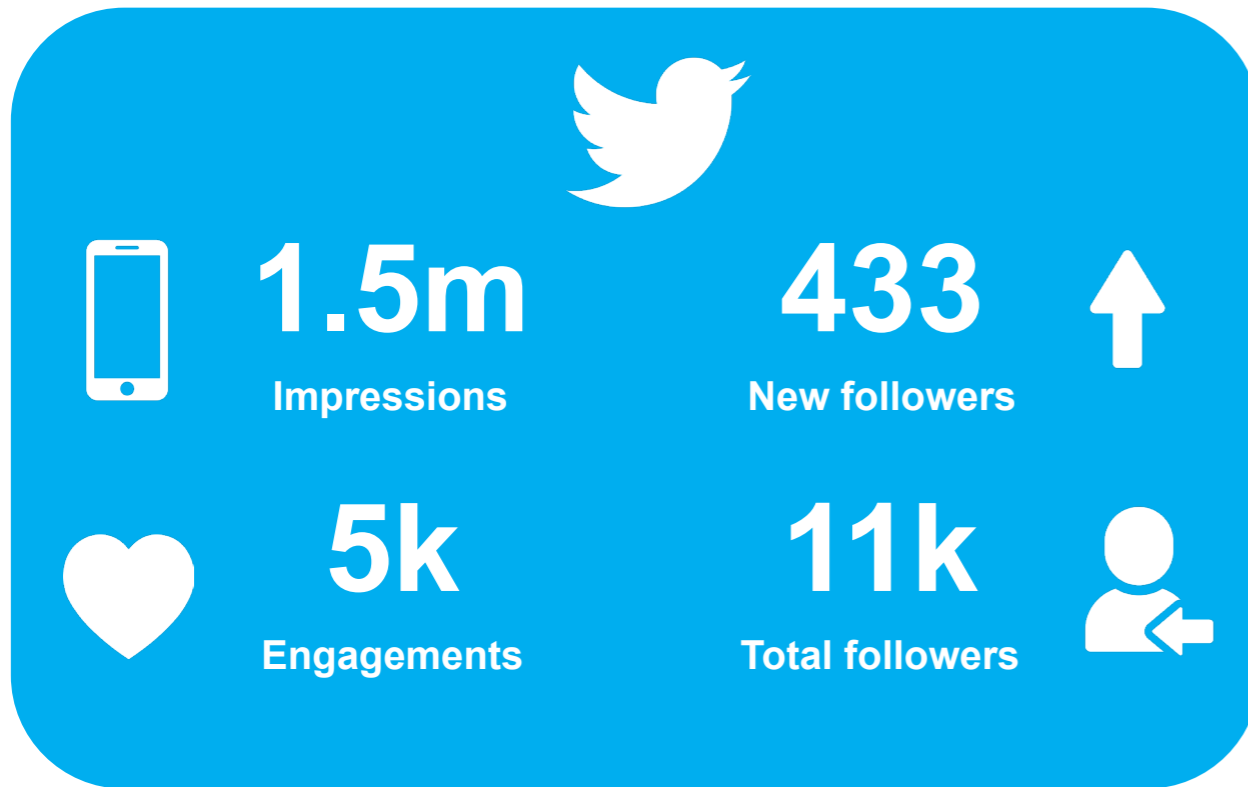 1.5m
Impressions
433
New followers
5k
Engagements
11k
Total followers